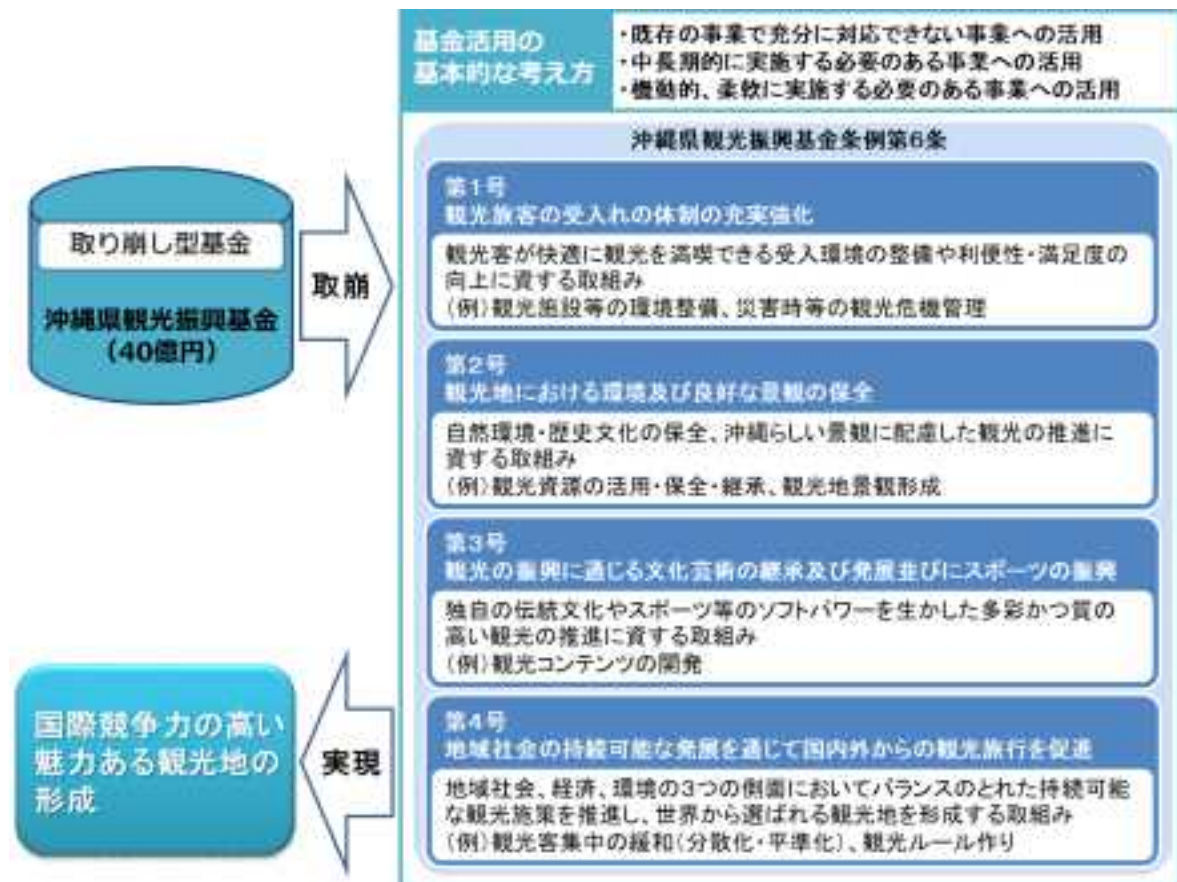 基金活用の
基本的な考え方
・既存の事業で充分に対応できない事業への活用
・中長期的に実施する必要のある事業への活用
・機動的、柔軟に実施する必要のある事業への活用
沖縄県観光振興基金条例第6条
取り崩し型基金
沖縄県観光振興基金
（40億円）
取崩
第1号
観光旅客の受入れの体制の充実強化
観光客が快適に観光を満喫できる受入環境の整備や利便性・満足度の
向上に資する取組み
（例）観光施設等の環境整備、災害時等の観光危機管理
第2号
観光地における環境及び良好な景観の保全
自然環境・歴史文化の保全、沖縄らしい景観に配慮した観光の推進に
資する取組み
（例）観光資源の活用・保全・継承、観光地景観形成
第3号
観光の振興に通じる文化芸術の継承及び発展並びにスポーツの振興
独自の伝統文化やスポーツ等のソフトパワーを生かした多彩かつ質の
高い観光の推進に資する取組み
（例）観光コンテンツの開発
第4号
地域社会の持続可能な発展を通じて国内外からの観光旅行を促進
地域社会、経済、環境の3つの側面においてバランスのとれた持続可能
な観光施策を推進し、世界から選ばれる観光地を形成する取組み
（例）観光客集中の緩和（分散化・平準化）、観光ルール作り
実現
国際競争力の高い
魅力ある観光地の
形成